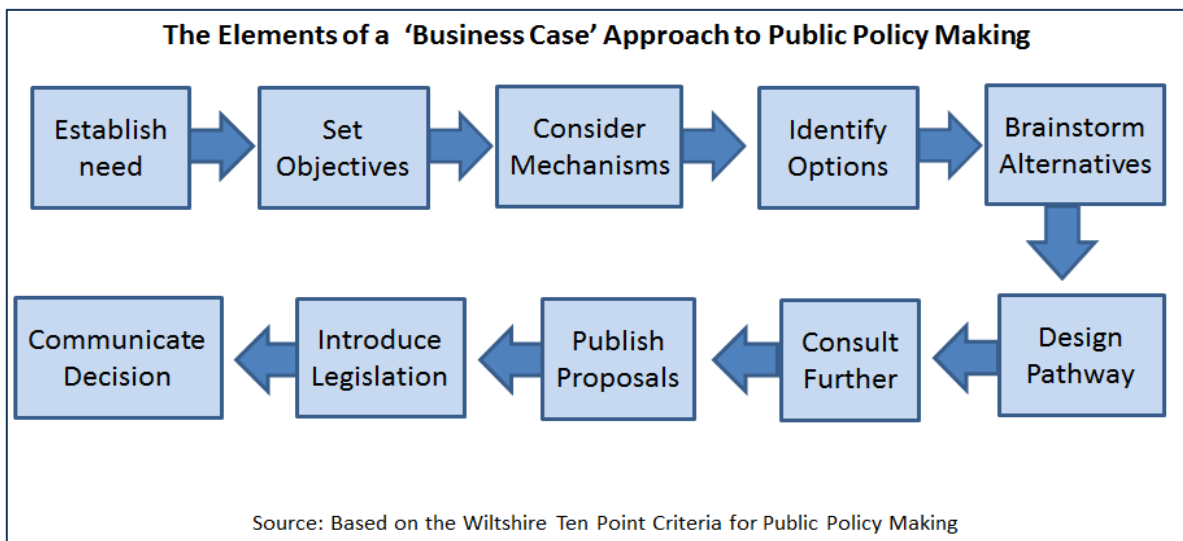 The Elements of a ‘Business Case’ Approach to Public Policy Making
Establish
need
Set
Objectives
Consider
Mechanisms
Identify
Options
Brainstorm
Alternatives
Design
Pathway
Consult
Further
Publish
Proposals
Introduce
Legislation
Communicate
Decision
Source: Based on the Wiltshire Ten Point Criteria for Public Policy Making